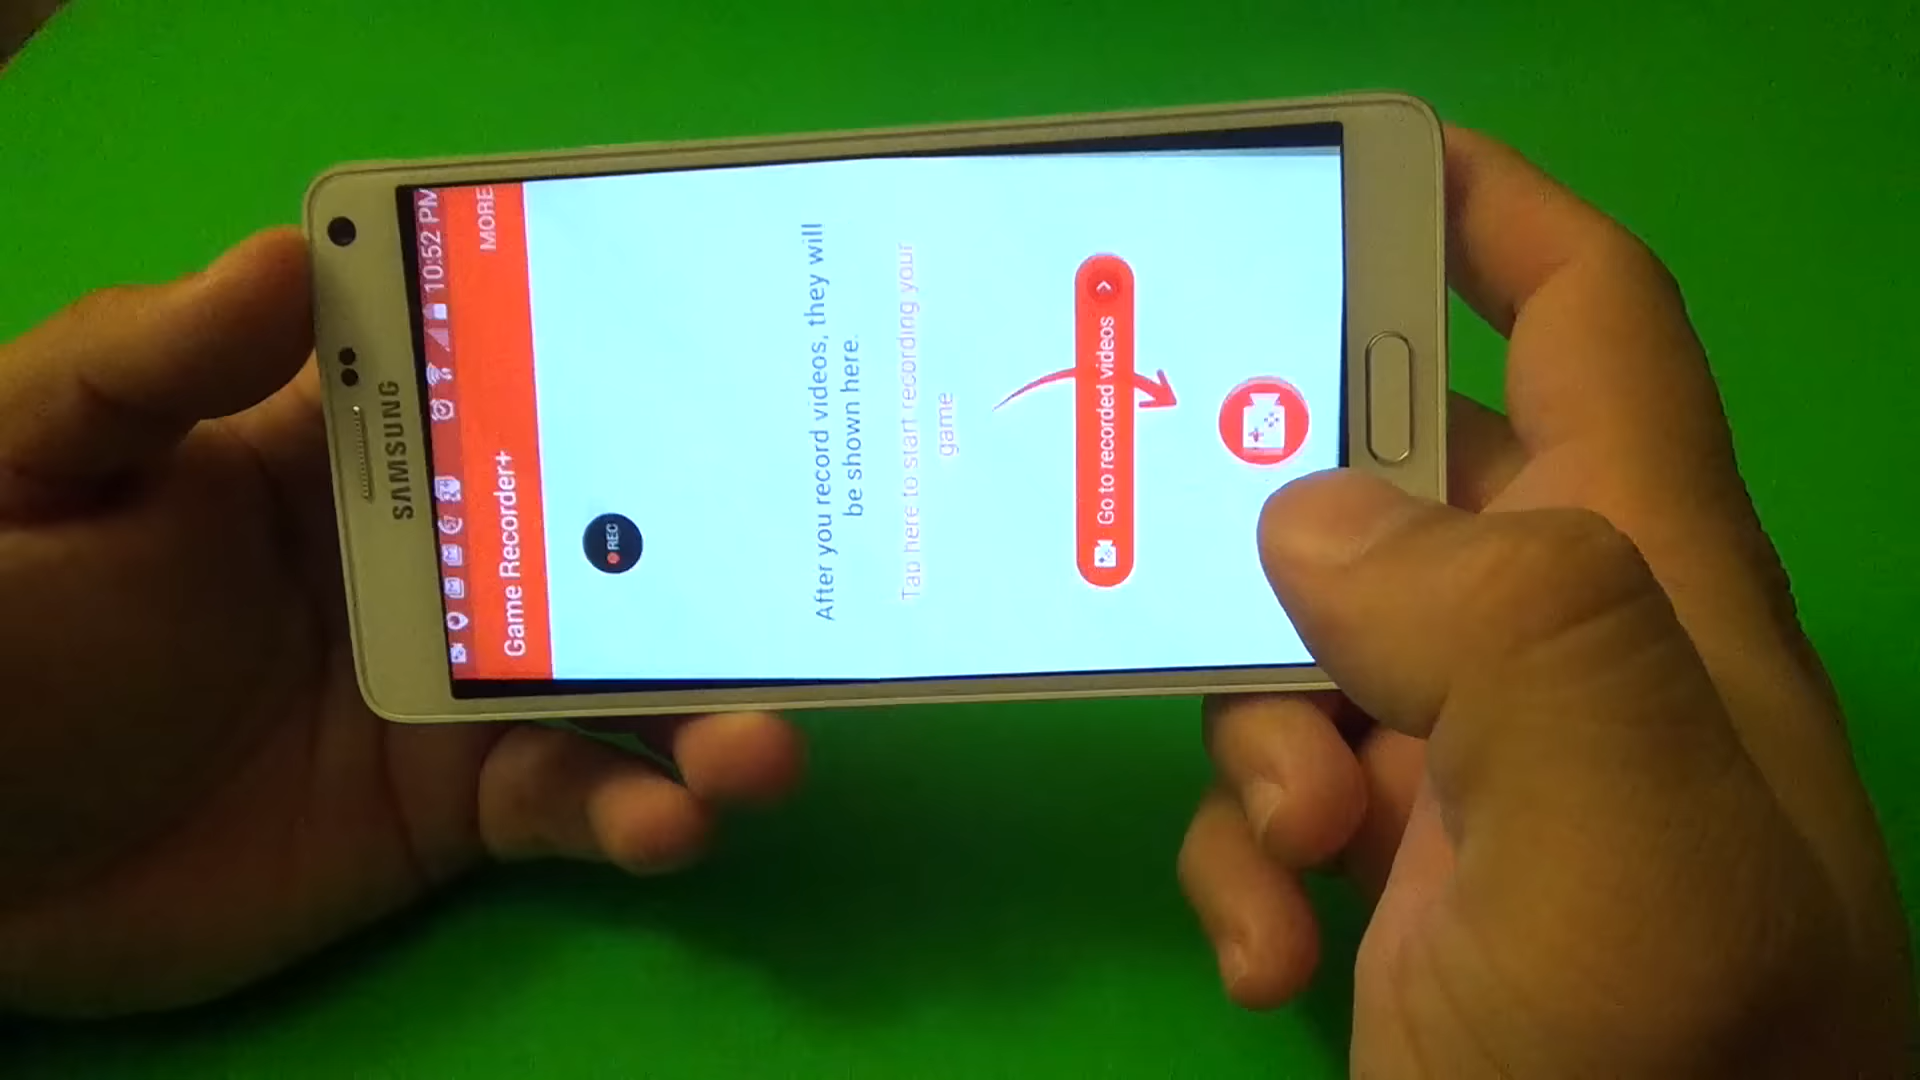 SAMSUNG
10:52 PM
Game Recorder+
MORE
REC
After you record videos, they will
be shown here.
Tap here to start recording your
game
Go to recorded videos